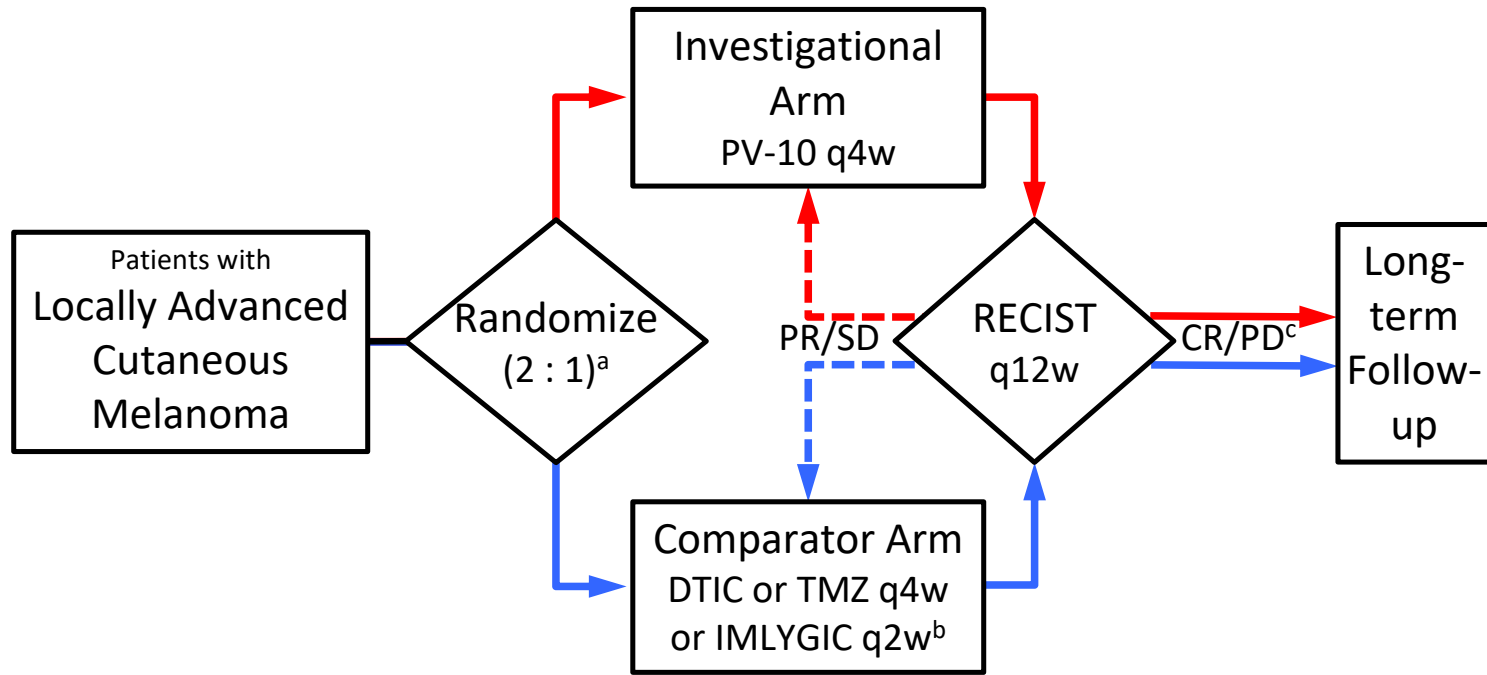 Investigational
Arm
PV-10 q4w
Patients with
Locally Advanced
Cutaneous
Melanoma
Randomize
(2 : 1)ᵃ
PR/SD
RECIST
q12w
CR/PDᶜ
Long-
term
Follow-
up
Comparator Arm
DTIC or TMZ q4w
or IMLYGIC q2wᵇ